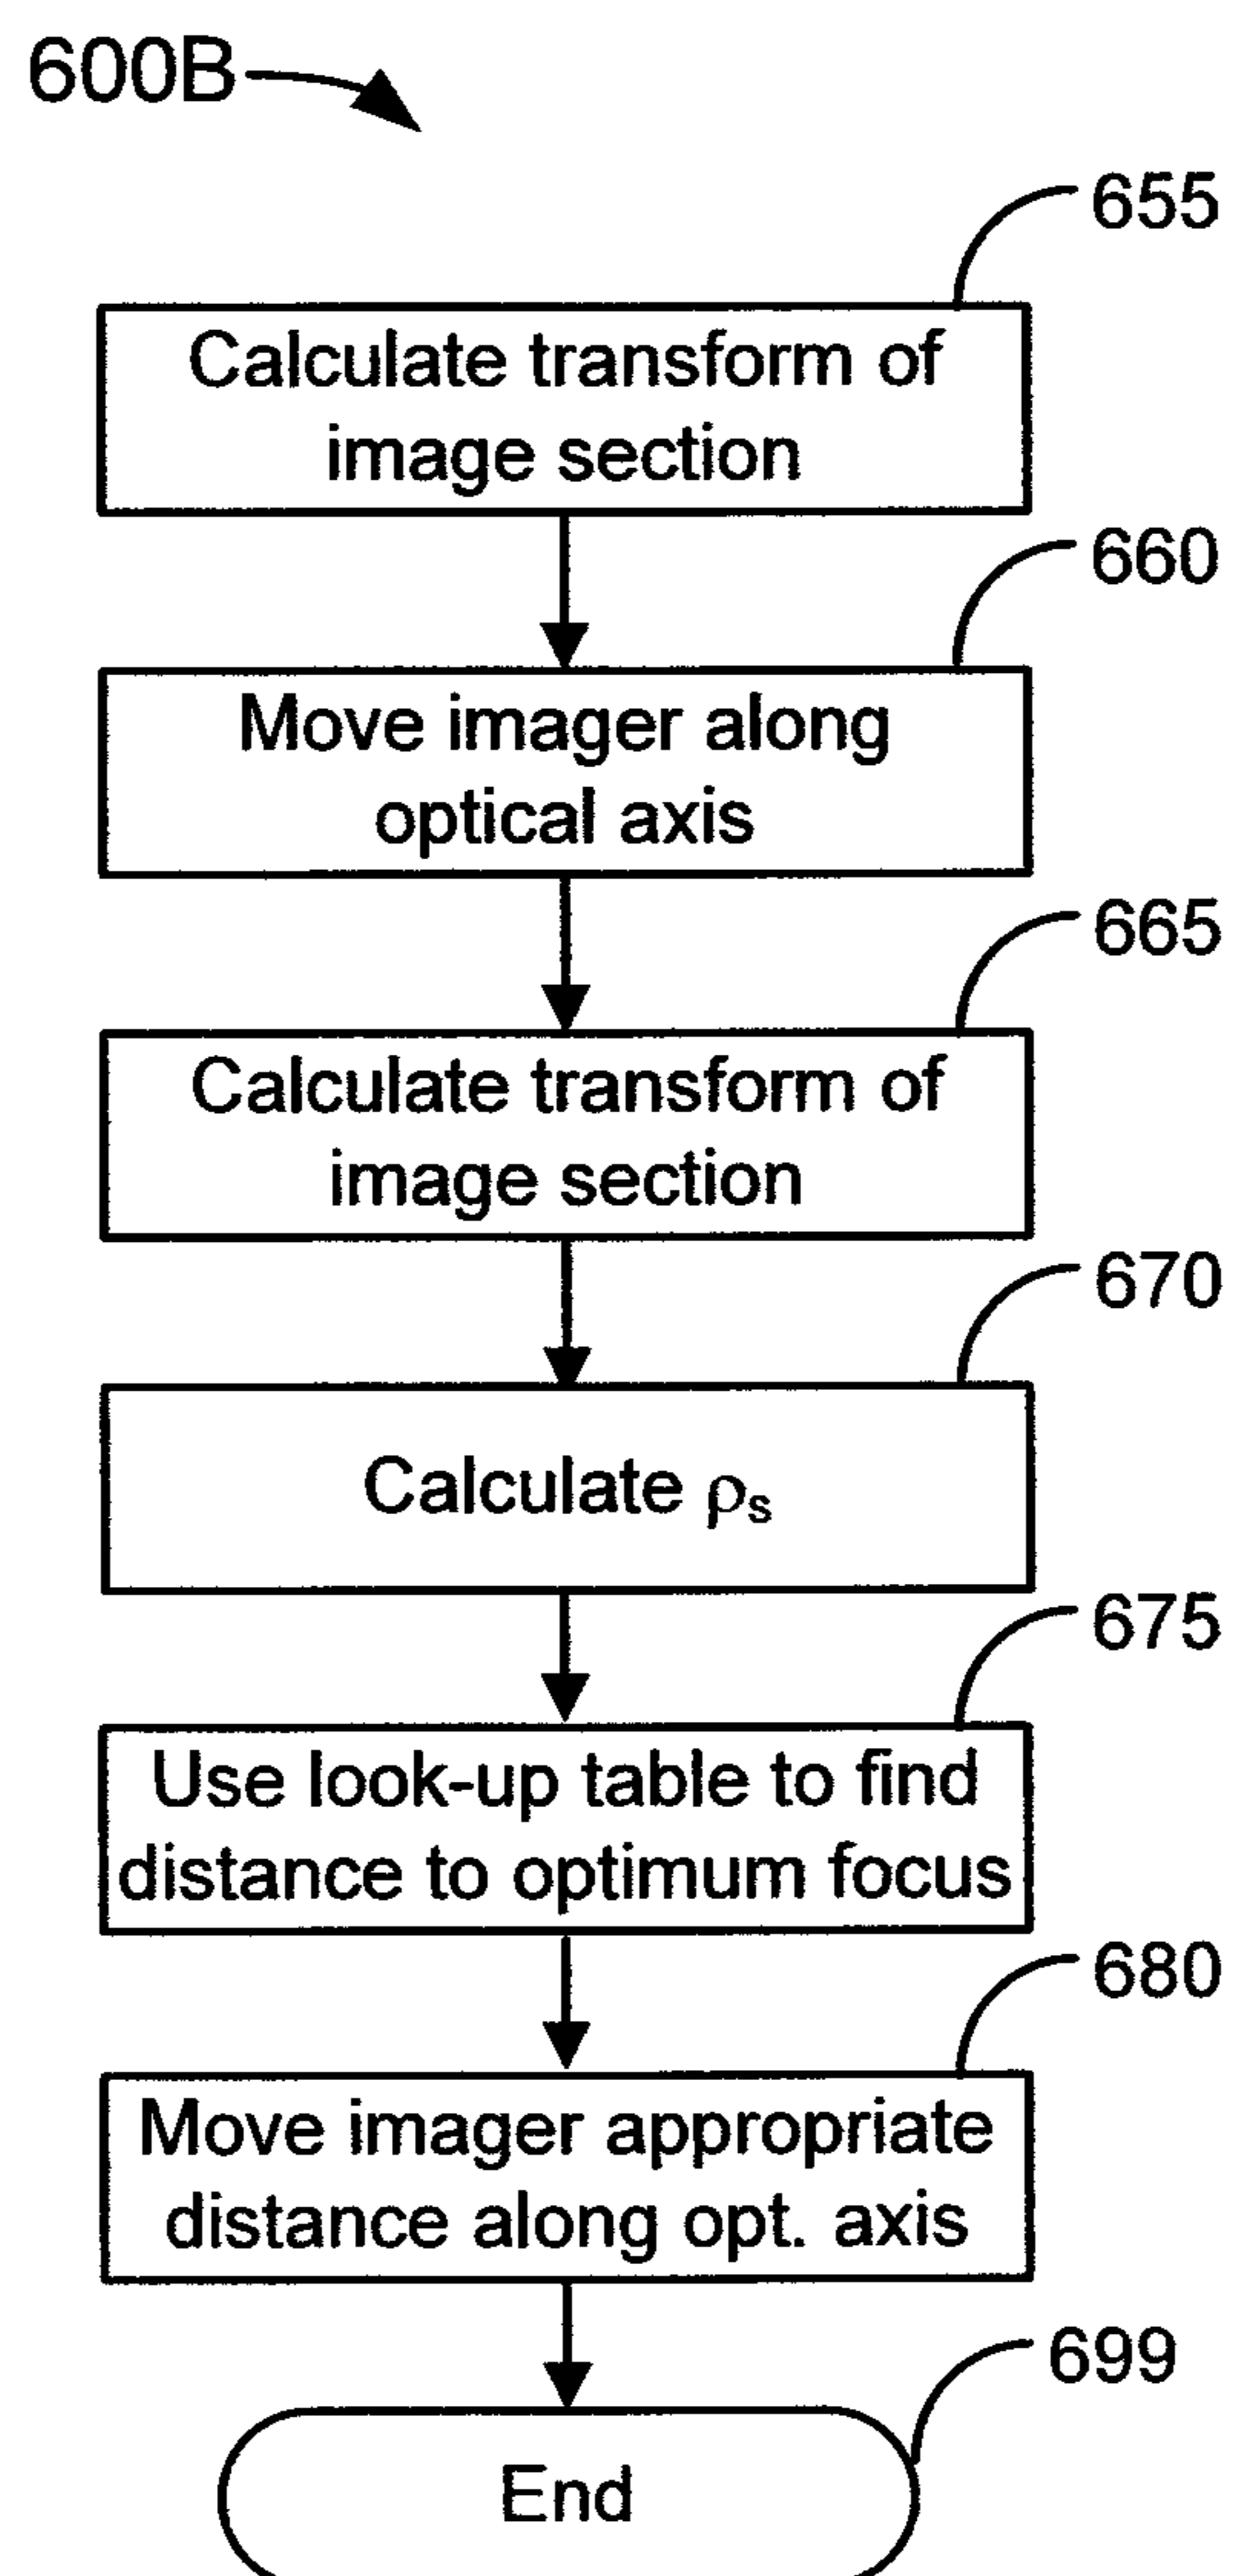 600B
655
Calculate transform of
image section
660
Move imager along
optical axis
665
Calculate transform of
image section
670
Calculate ρs
675
Use look-up table to find
distance to optimum focus
680
Move imager appropriate
distance along opt. axis
699
End